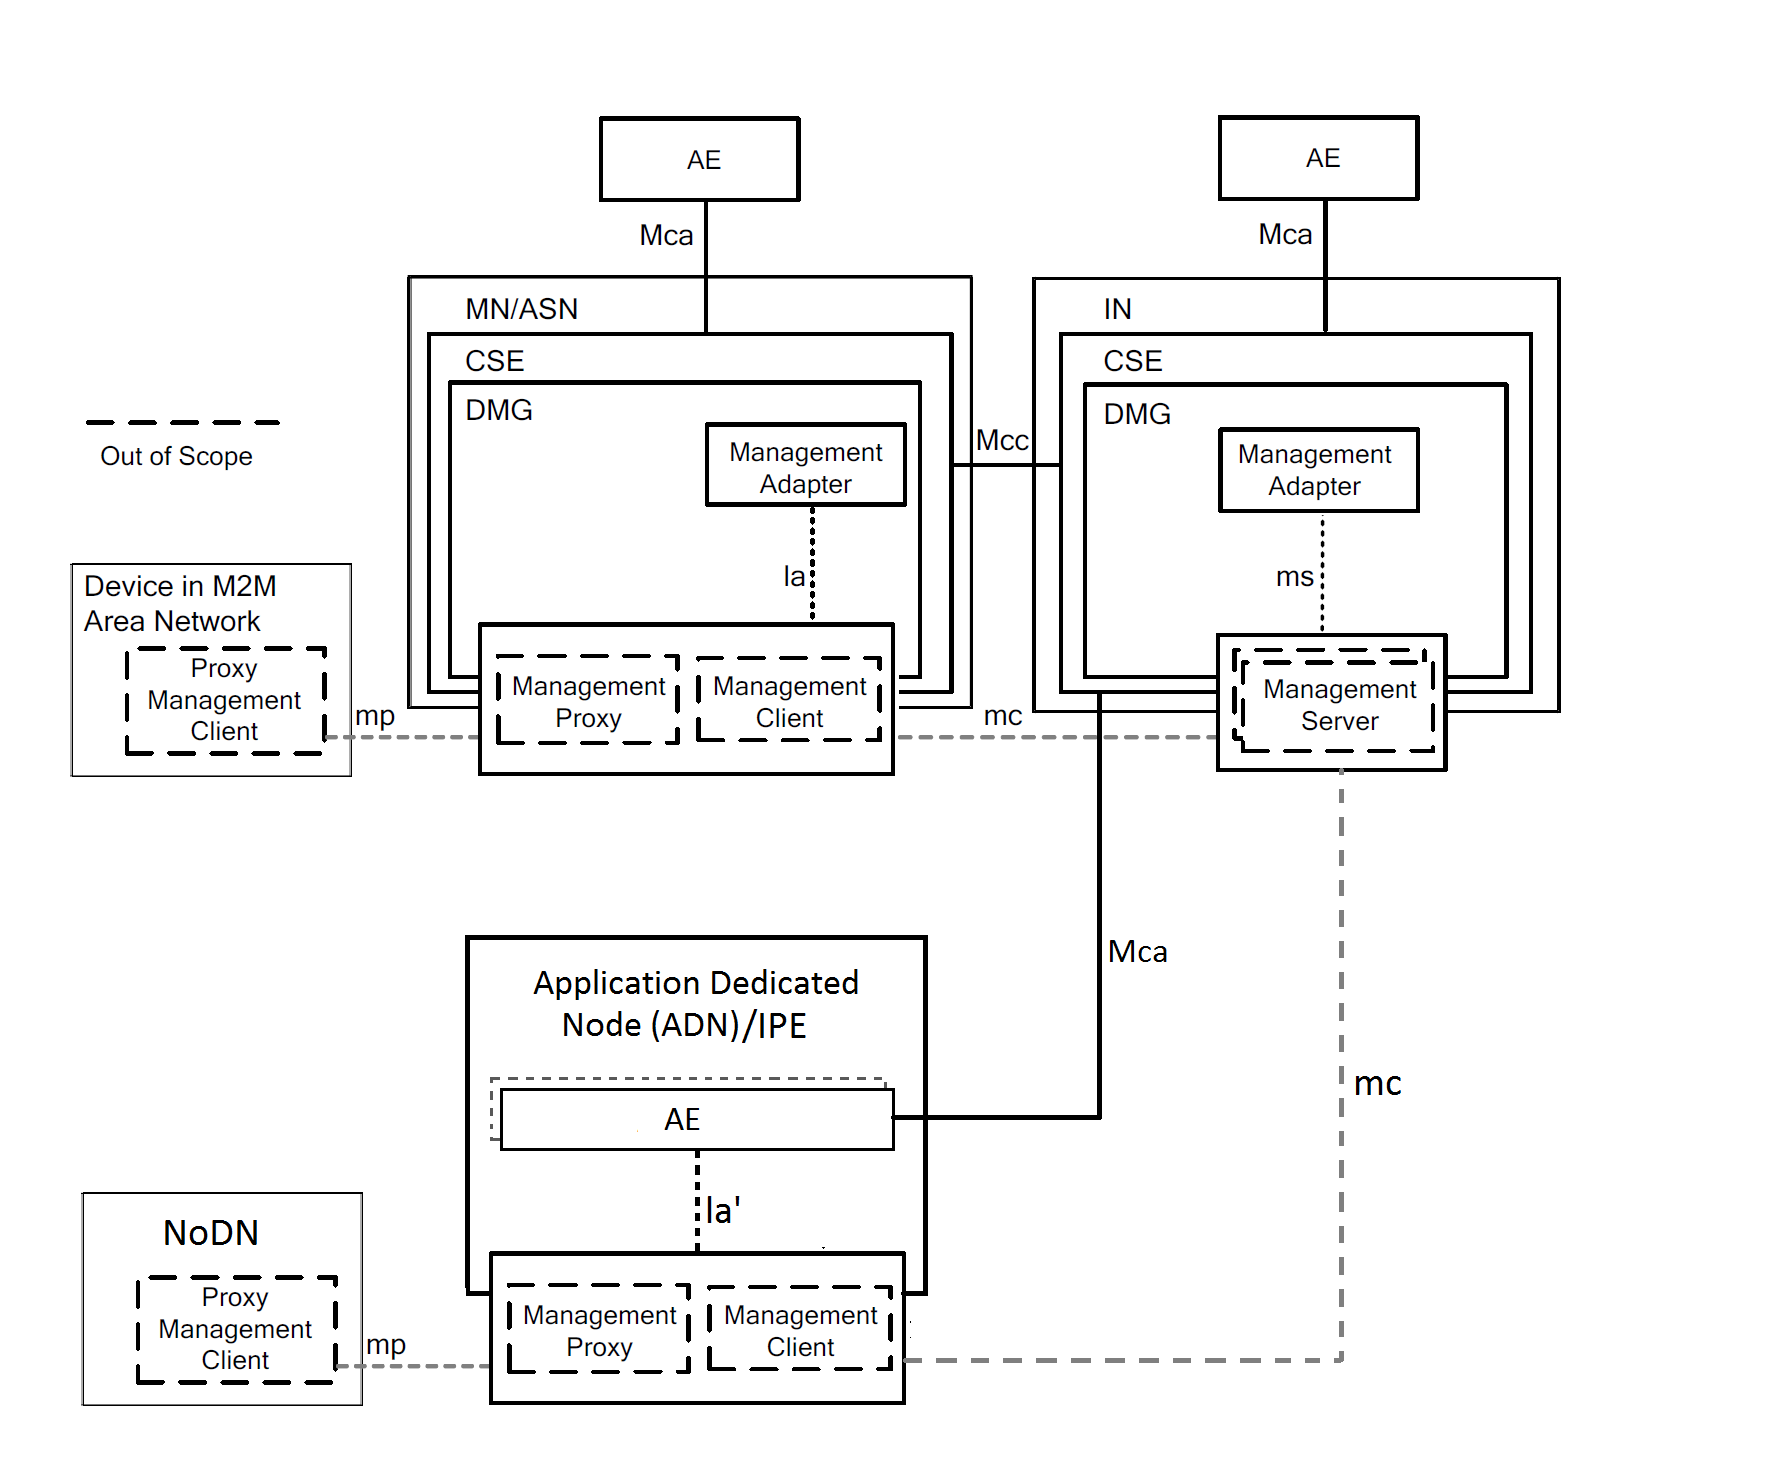 AE
AE
Mca
Mca
MN/ASN
IN
CSE
CSE
DMG
DMG
Management
Adapter
Mcc
Management
Adapter
Out of Scope
la
ms
Device in M2M
Area Network
Proxy
Management
Client
mp
Management
Proxy
Management
Client
mc
Management
Server
Application Dedicated
Node (ADN)/IPE
Mca
AE
mc
la'
NoDN
Proxy
Management
Client
mp
Management
Proxy
Management
Client